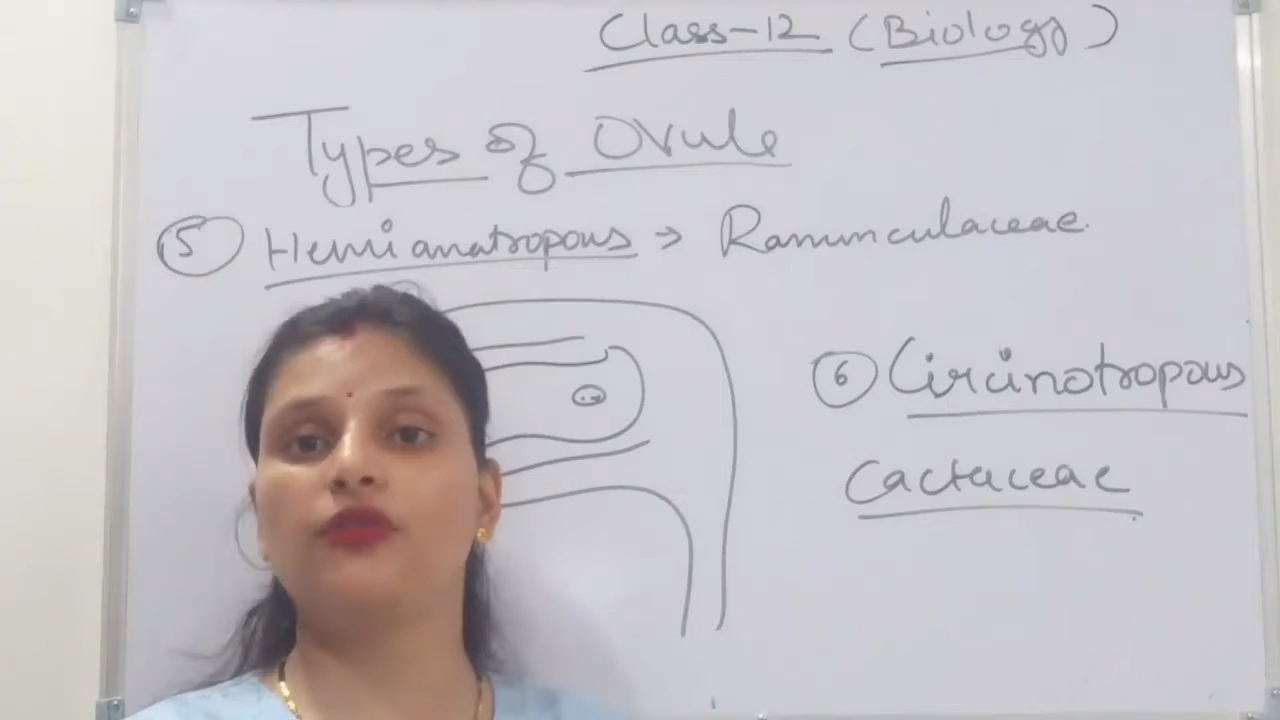 Class-12 (Biology)
Types of Ovule
5 Hemianatropous → Ranunculaceae
6 Circinotropous
Cactaceae